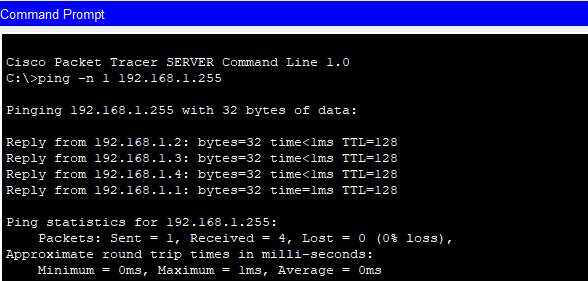 Command Prompt
Cisco Packet Tracer SERVER Command Line 1.0
C:\>ping -n 1 192.168.1.255
Pinging 192.168.1.255 with 32 bytes of data:
Reply from 192.168.1.2: bytes=32 time<1ms TTL=128
Reply from 192.168.1.3: bytes=32 time<1ms TTL=128
Reply from 192.168.1.4: bytes=32 time<1ms TTL=128
Reply from 192.168.1.1: bytes=32 time=1ms TTL=128
Ping statistics for 192.168.1.255:
Packets: Sent = 1, Received = 4, Lost = 0 (0% loss),
Approximate round trip times in milli-seconds:
Minimum = 0ms, Maximum = 1ms, Average = 0ms